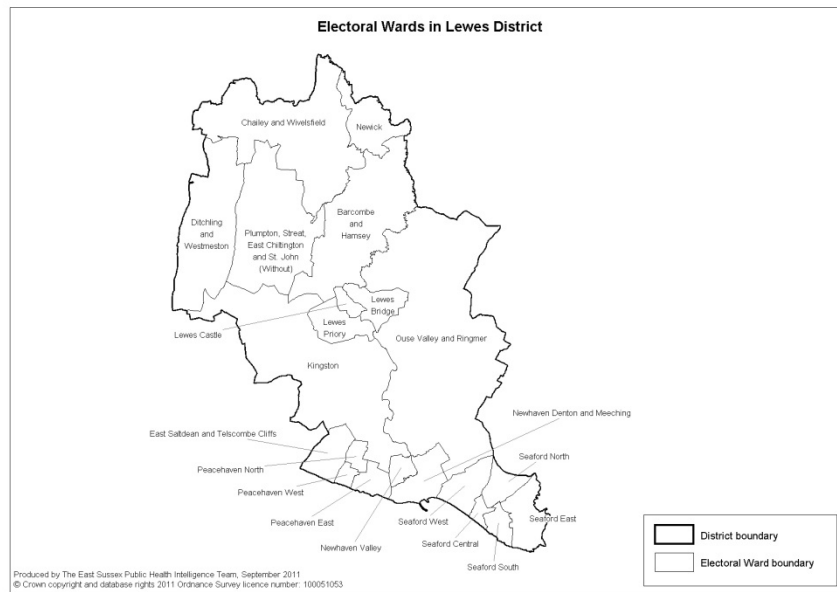 Electoral Wards in Lewes District
Chailey and Wivelsfield
Newick
Barcombe
and
Hamsey
Ditchling
and
Westmeston
Plumpton, Streat,
East Chiltington
and St. John
(Without)
Lewes
Bridge
Lewes Castle
Lewes
Priory
Ouse Valley and Ringmer
Kingston
Newhaven Denton and Meeching
East Saltdean and Telscombe Cliffs
Seaford North
Peacehaven North
Peacehaven West
Peacehaven East
Seaford West
Seaford East
Newhaven Valley
Seaford Central
Seaford South
District boundary
Electoral Ward boundary
Produced by The East Sussex Public Health Intelligence Team, September 2011
© Crown copyright and database rights 2011 Ordnance Survey licence number: 100051053